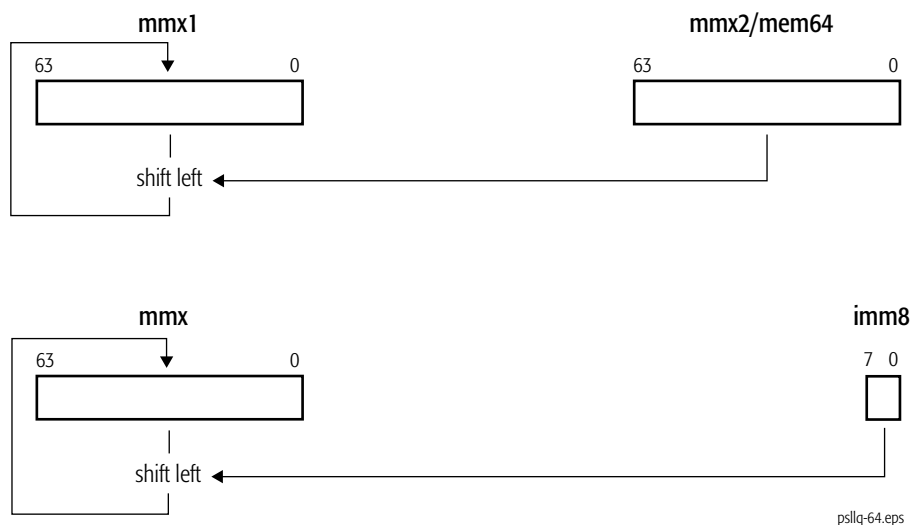 mmx1 mmx2/mem64
63 0 63 0
shift left
mmx imm8
63 0 7 0
shift left
psllq-64.eps